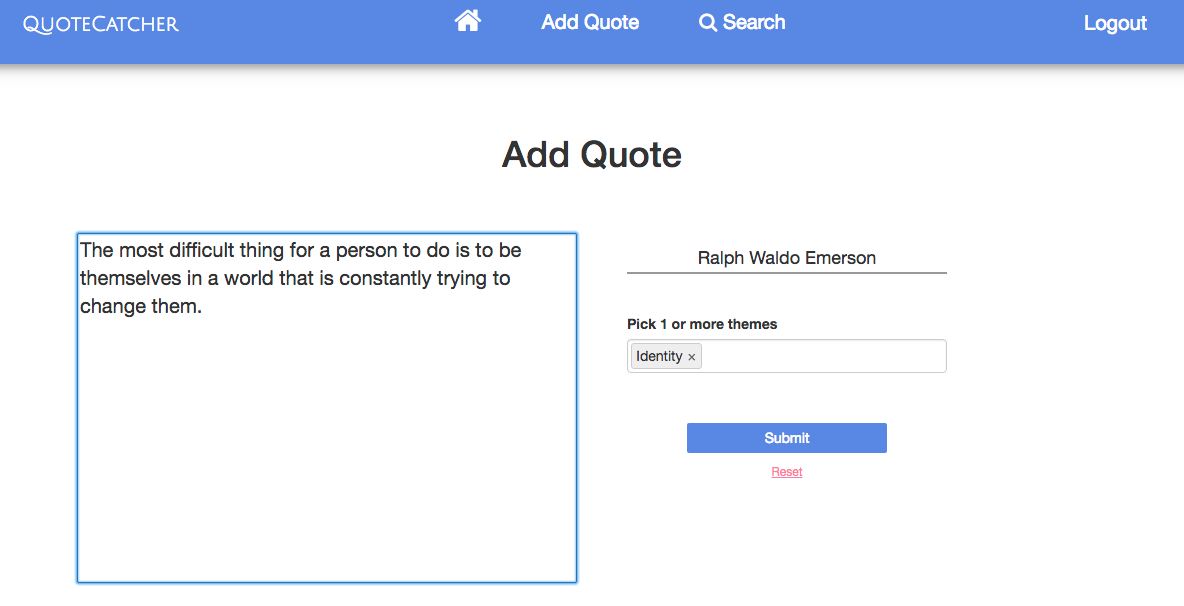 QUOTECATCHER
Add Quote
Search
Logout
Add Quote
The most difficult thing for a person to do is to be
themselves in a world that is constantly trying to
change them.
Ralph Waldo Emerson
Pick 1 or more themes
Identity ×
Submit
Reset